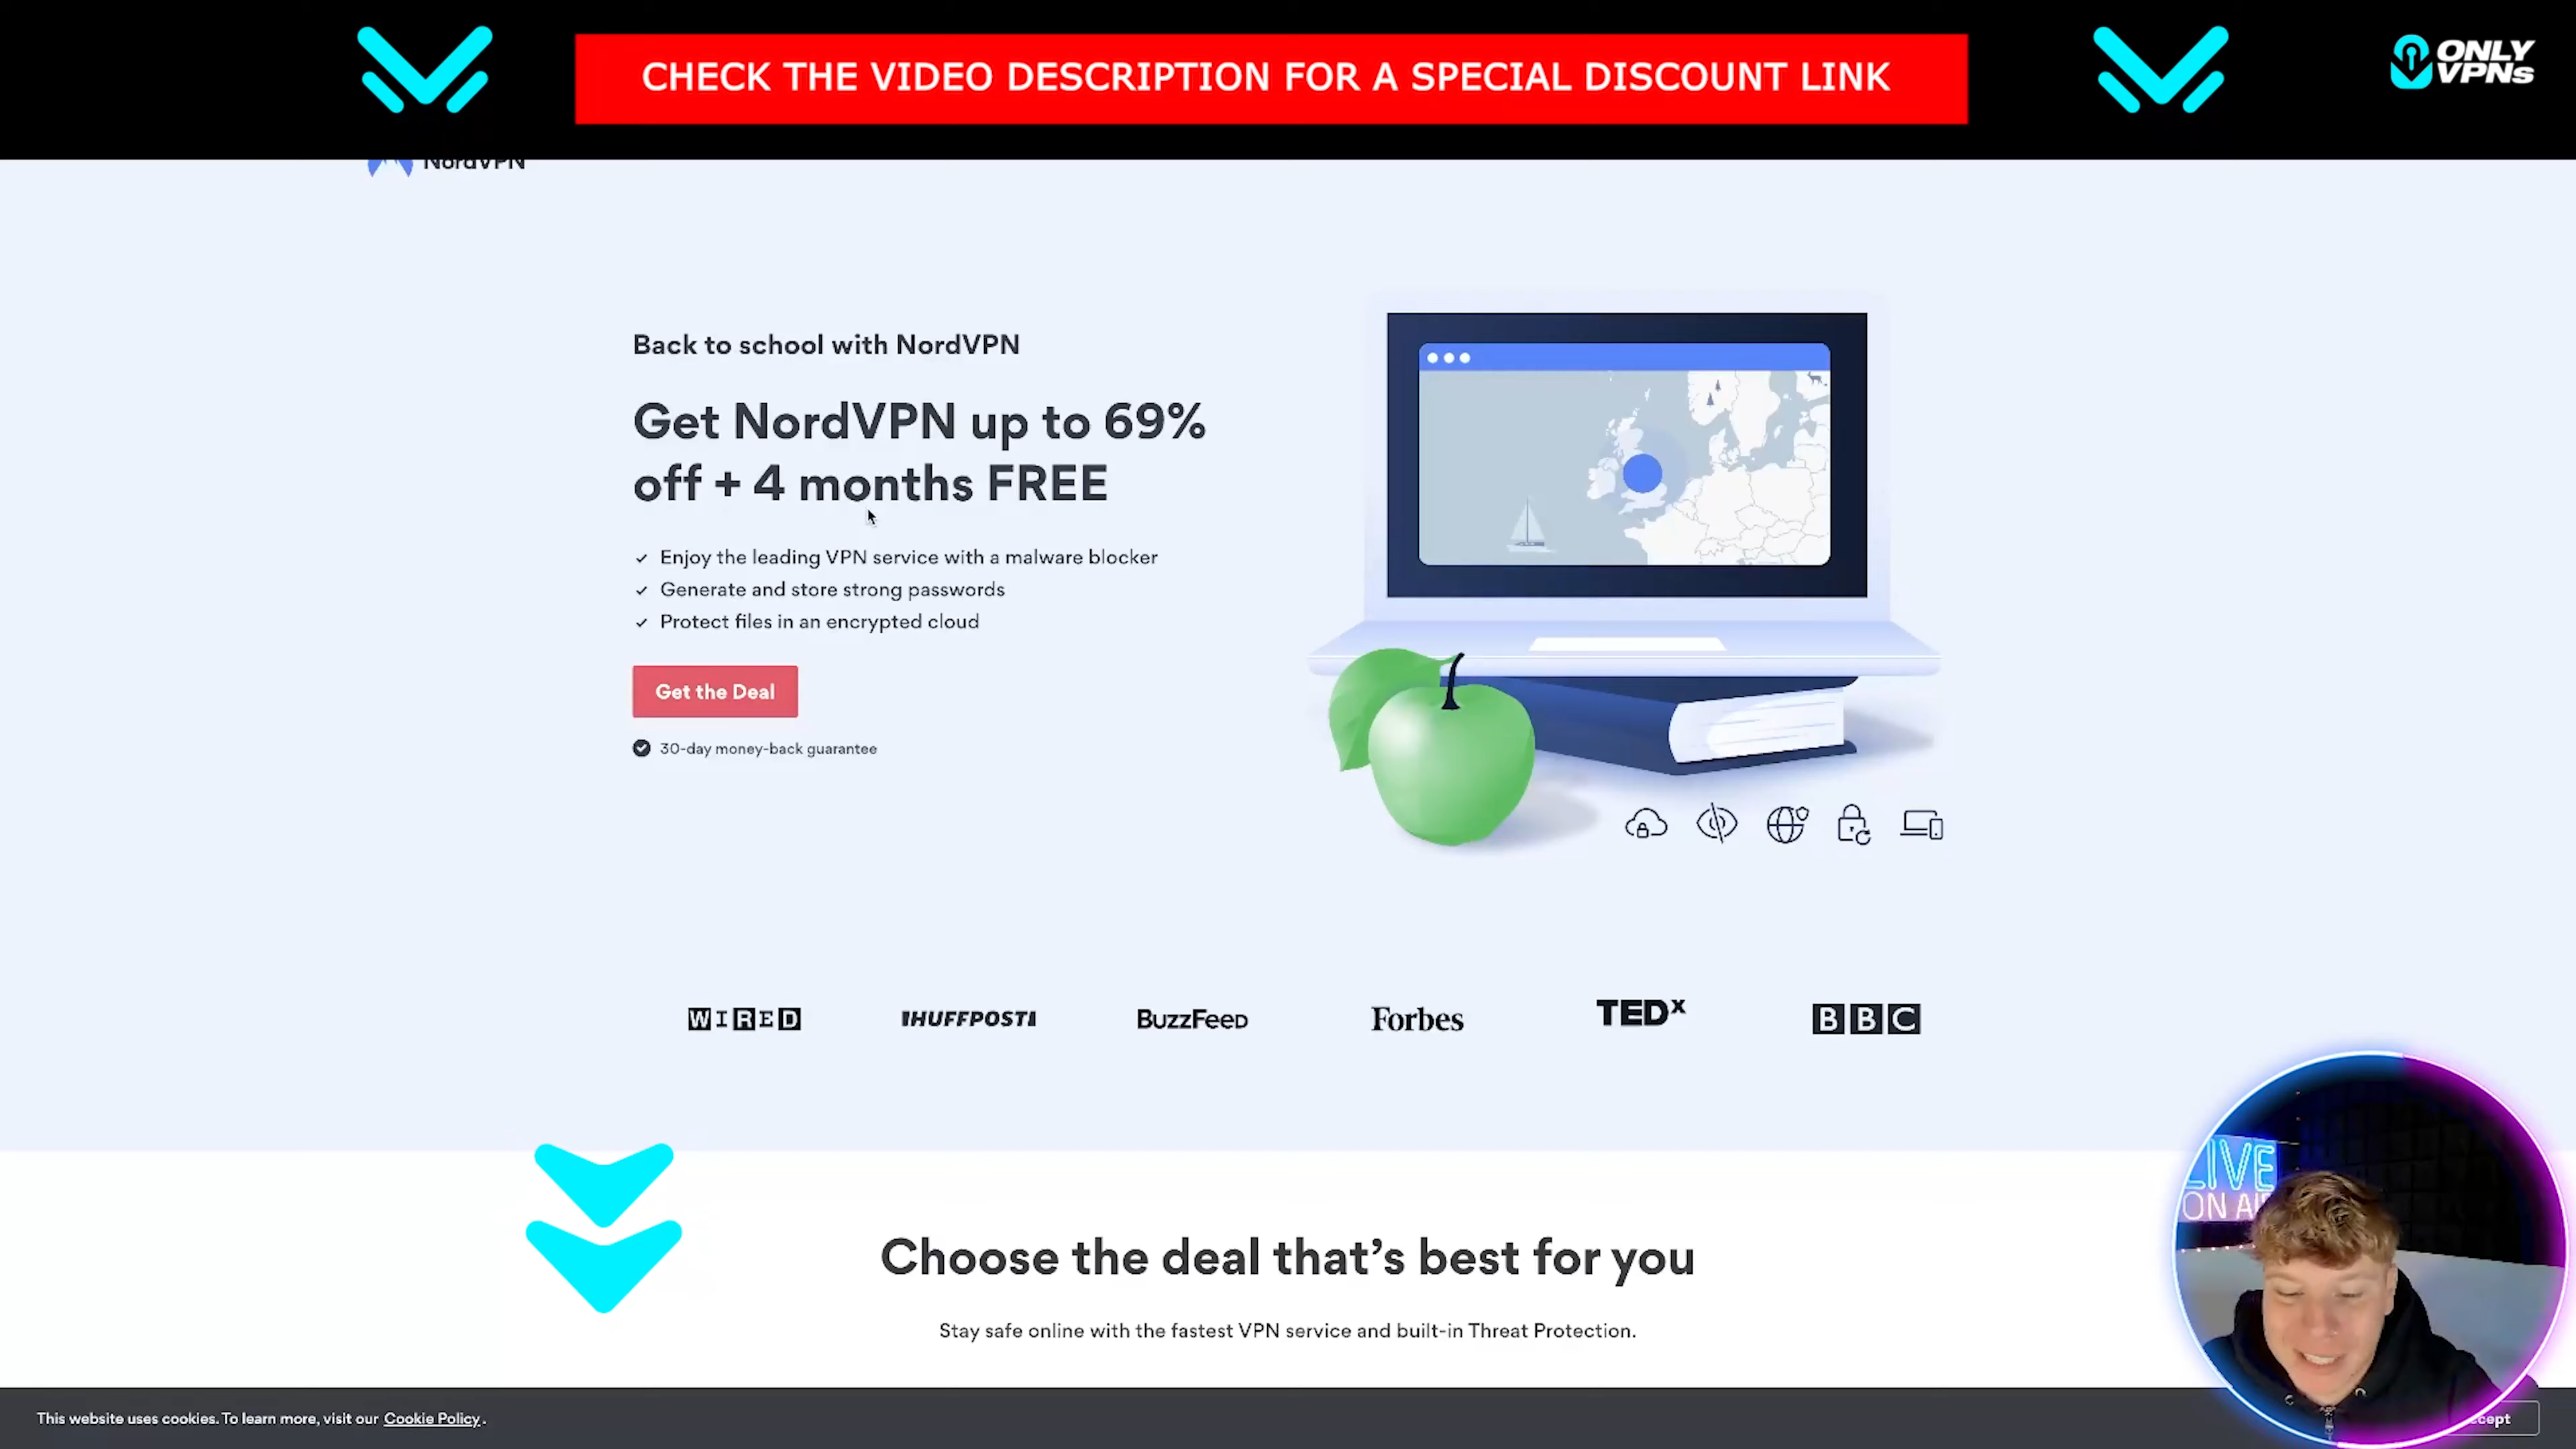 CHECK THE VIDEO DESCRIPTION FOR A SPECIAL DISCOUNT LINK
ONLY
VPNs
NordVPN
Back to school with NordVPN
Get NordVPN up to 69%
off + 4 months FREE
Enjoy the leading VPN service with a malware blocker
Generate and store strong passwords
Protect files in an encrypted cloud
Get the Deal
30-day money-back guarantee
WIRED
HUFFPOST
BuzzFeed
Forbes
TEDx
BBC
LIVE
ON AIR
Choose the deal that's best for you
Stay safe online with the fastest VPN service and built-in Threat Protection.
This website uses cookies. To learn more, visit our Cookie Policy.